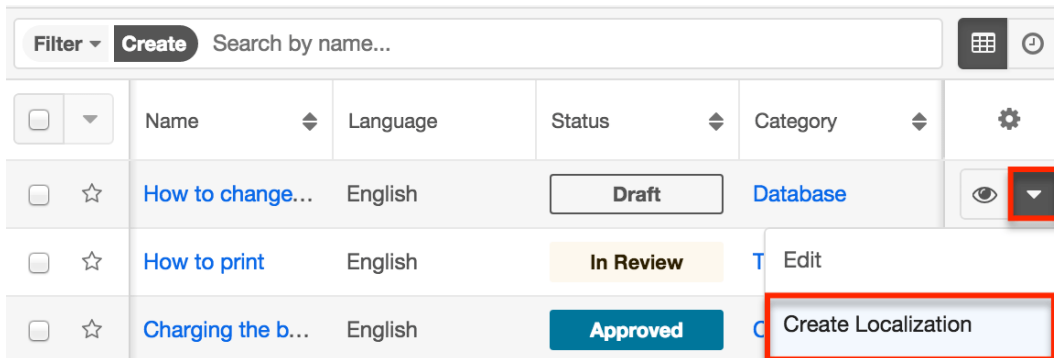 Filter Create Search by name...
Name Language Status Category
How to change... English Draft Database
How to print English In Review T Edit
Charging the b... English Approved C Create Localization